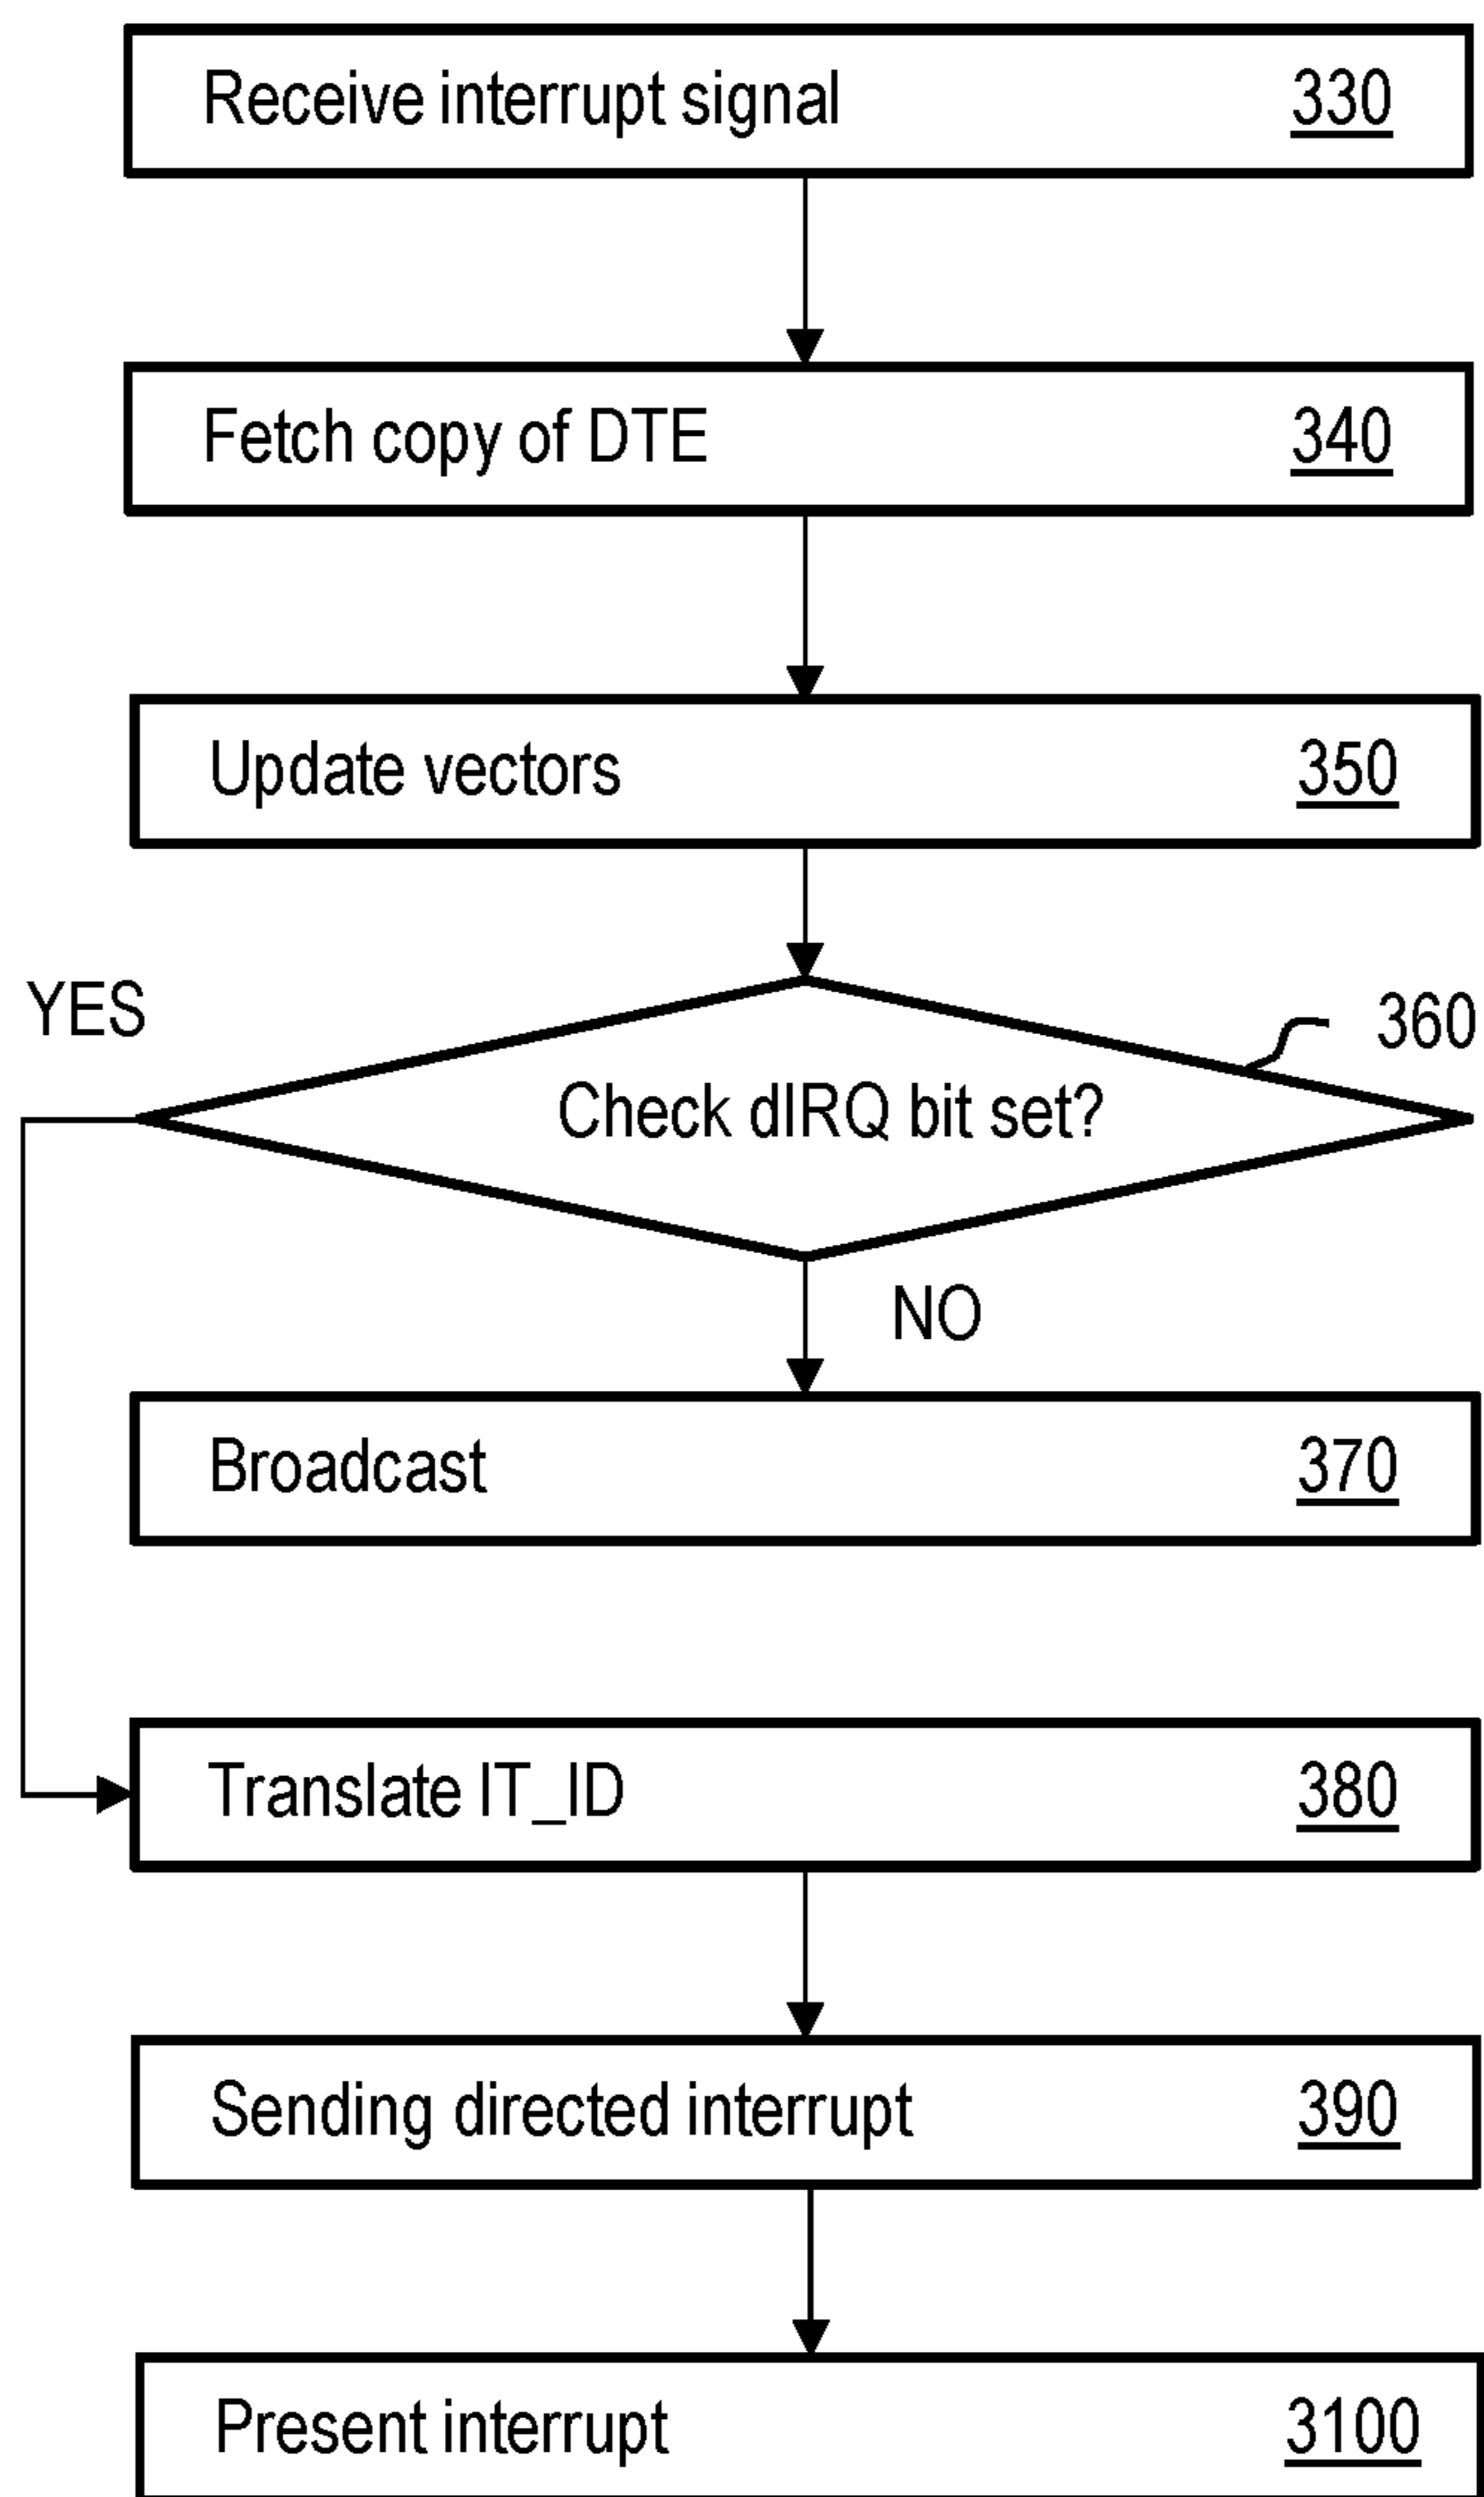 Receive interrupt signal 330
Fetch copy of DTE 340
Update vectors 350
YES
360
Check dIRQ bit set?
NO
Broadcast 370
Translate IT_ID 380
Sending directed interrupt 390
Present interrupt 3100